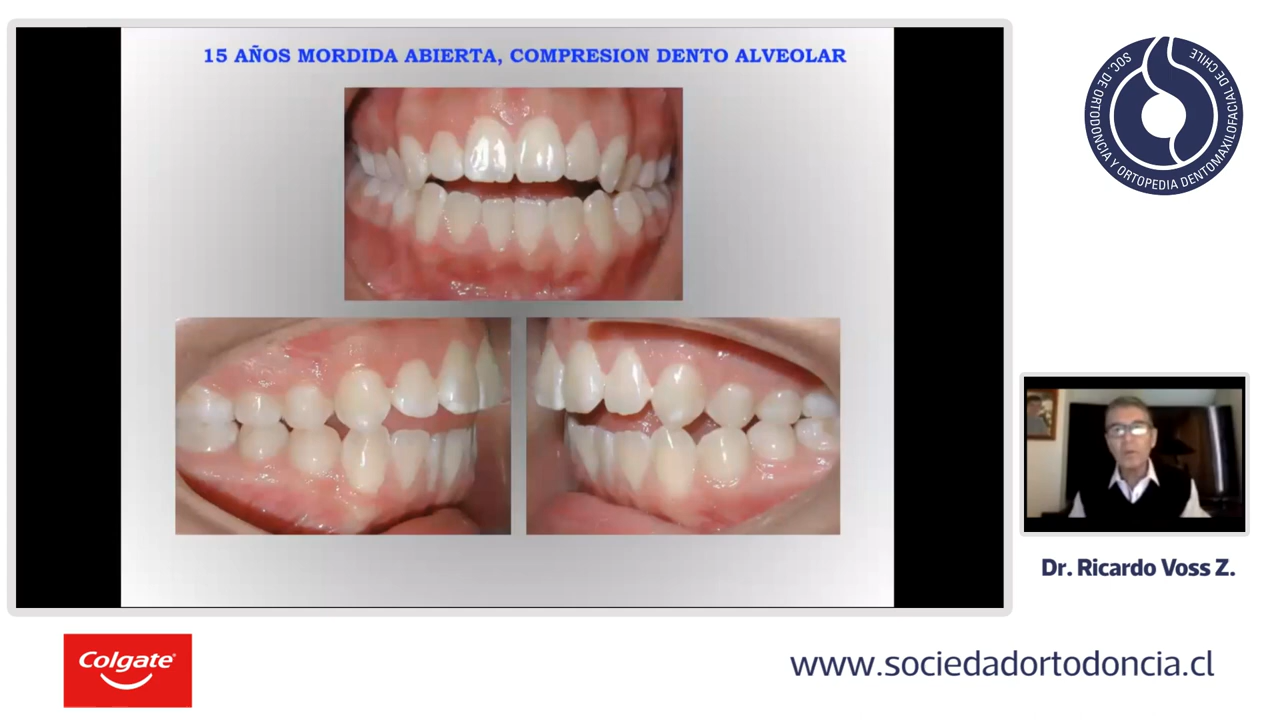 15 AÑOS MORDIDA ABIERTA, COMPRESION DENTO ALVEOLAR
SOC. DE ORTODONCIA Y ORTOPEDIA DENTOMAXILOFACIAL DE CHILE
Dr. Ricardo Voss Z.
Colgate®
www.sociedadortodoncia.cl